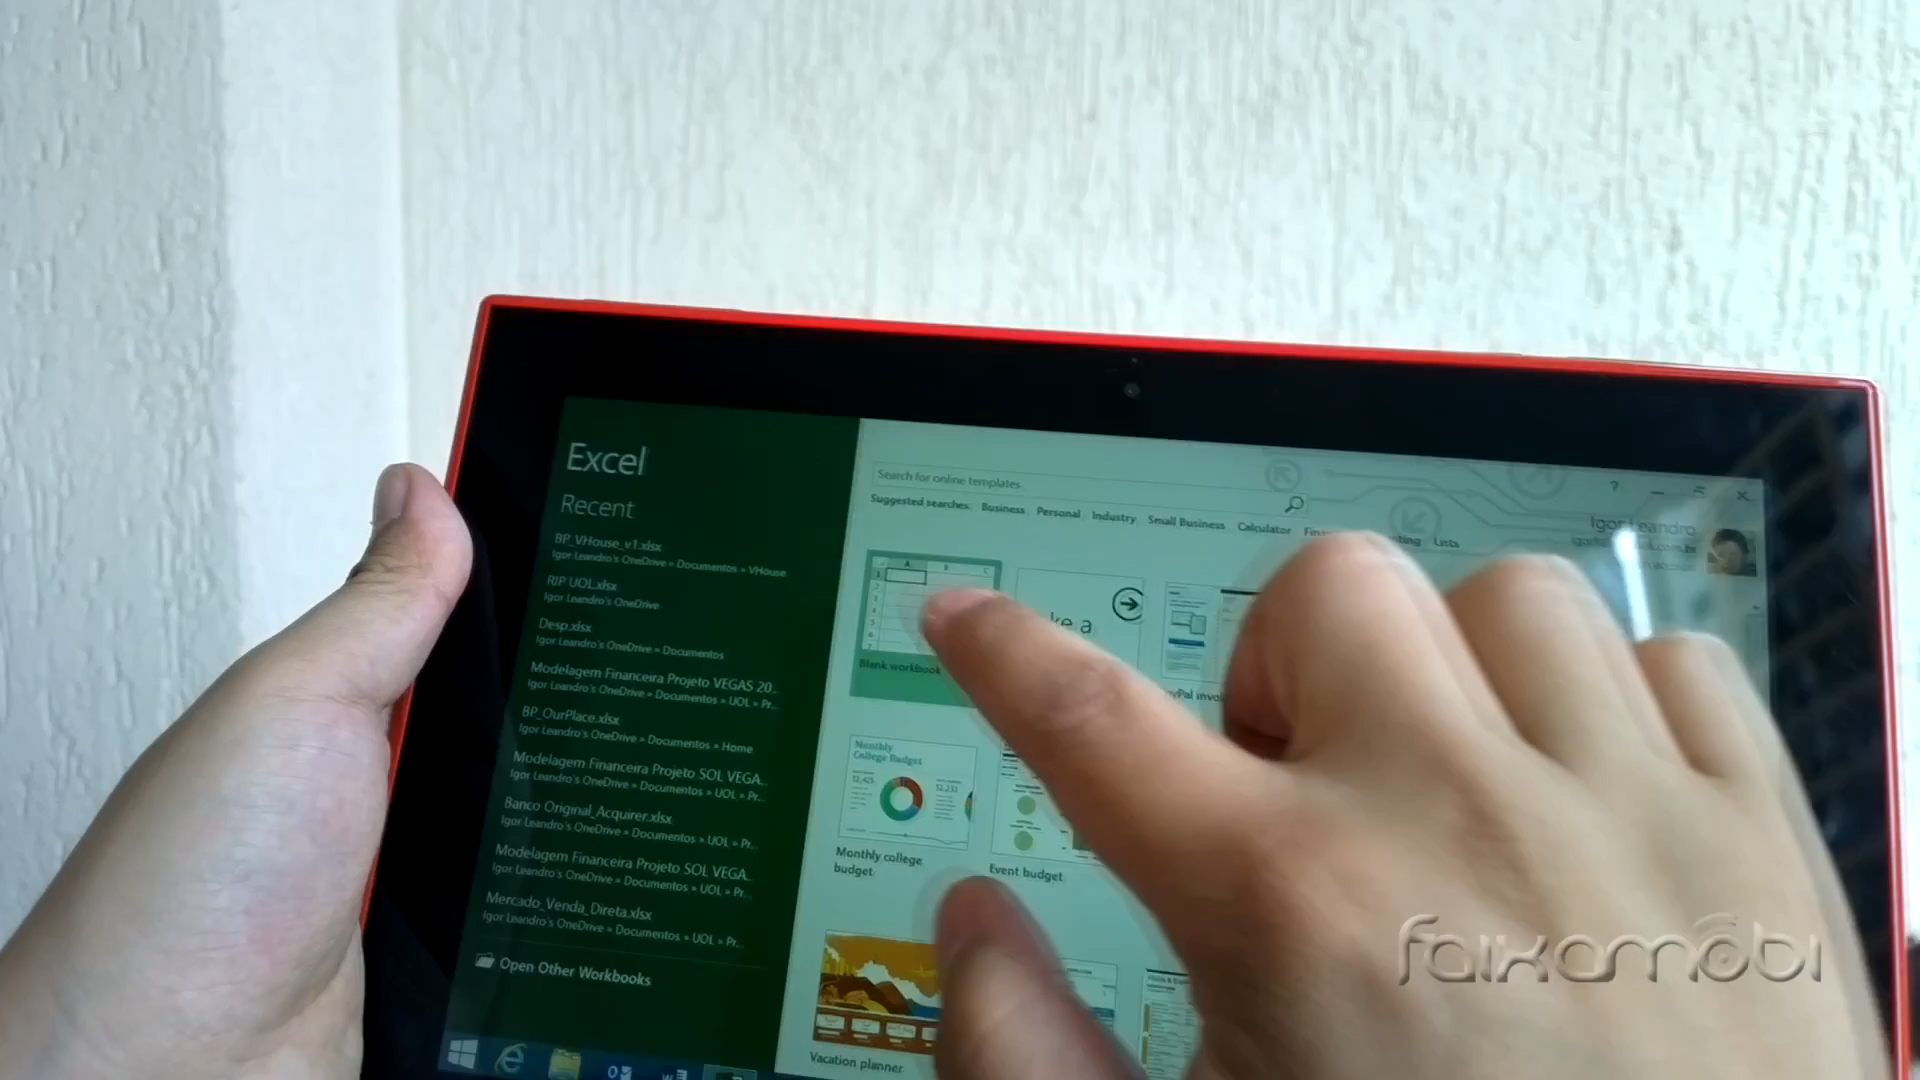 Excel
Recent
BP_VHouse_v1.xlsx
Igor Leandro's OneDrive » Documentos » VHouse
RIP UOL.xlsx
Igor Leandro's OneDrive
Desp.xlsx
Igor Leandro's OneDrive » Documentos
Modelagem Financeira Projeto VEGAS 20...
Igor Leandro's OneDrive » Documentos » UOL » Pr...
BP_OurPlace.xlsx
Igor Leandro's OneDrive » Documentos » Home
Modelagem Financeira Projeto SOL VEGA...
Igor Leandro's OneDrive » Documentos » UOL » Pr...
Banco Original_Acquirer.xlsx
Igor Leandro's OneDrive » Documentos » UOL » Pr...
Modelagem Financeira Projeto SOL VEGA...
Igor Leandro's OneDrive » Documentos » UOL » Pr...
Mercado_Venda_Direta.xlsx
Igor Leandro's OneDrive » Documentos » UOL » Pr...
Open Other Workbooks
Search for online templates
Suggested searches: Business Personal Industry Small Business Calculator Lists
?
Igor Leandro
A B C
Blank workbook
ke a
Monthly
College Budget
Monthly college
budget
Event budget
Vacation planner
faixamobi